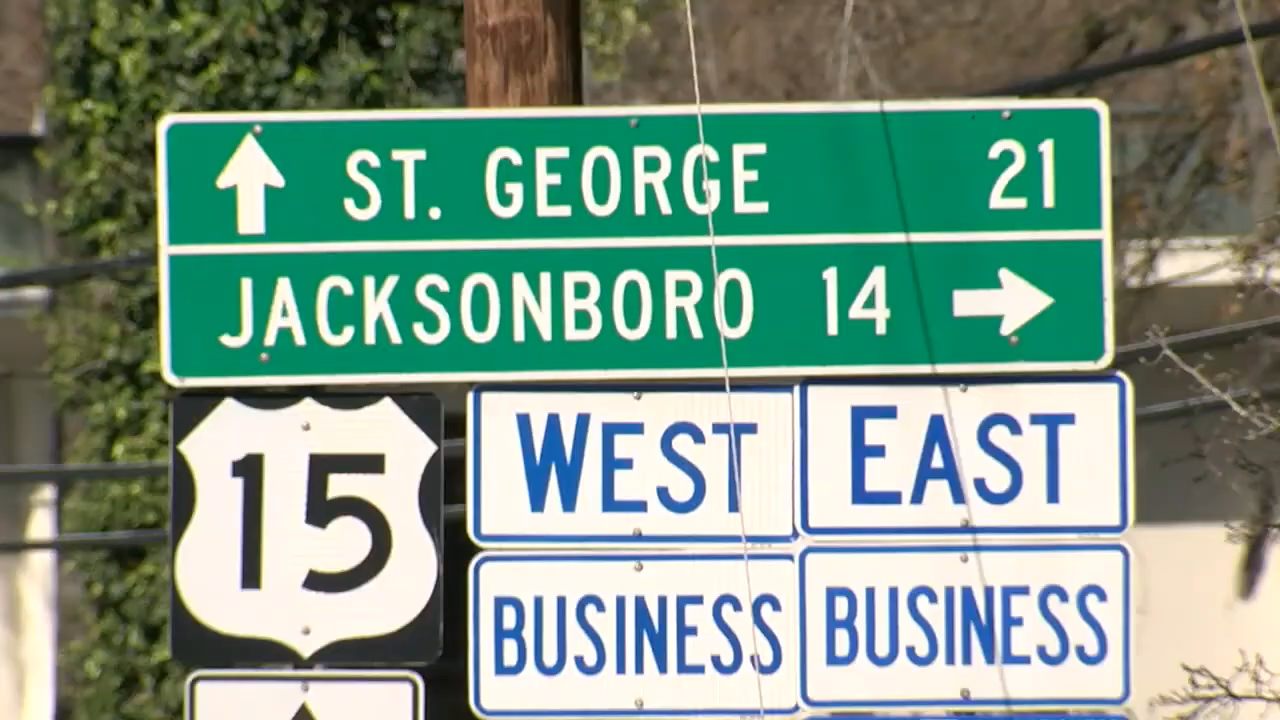 ST. GEORGE 21
JACKSONBORO 14
15
WEST
BUSINESS
EAST
BUSINESS